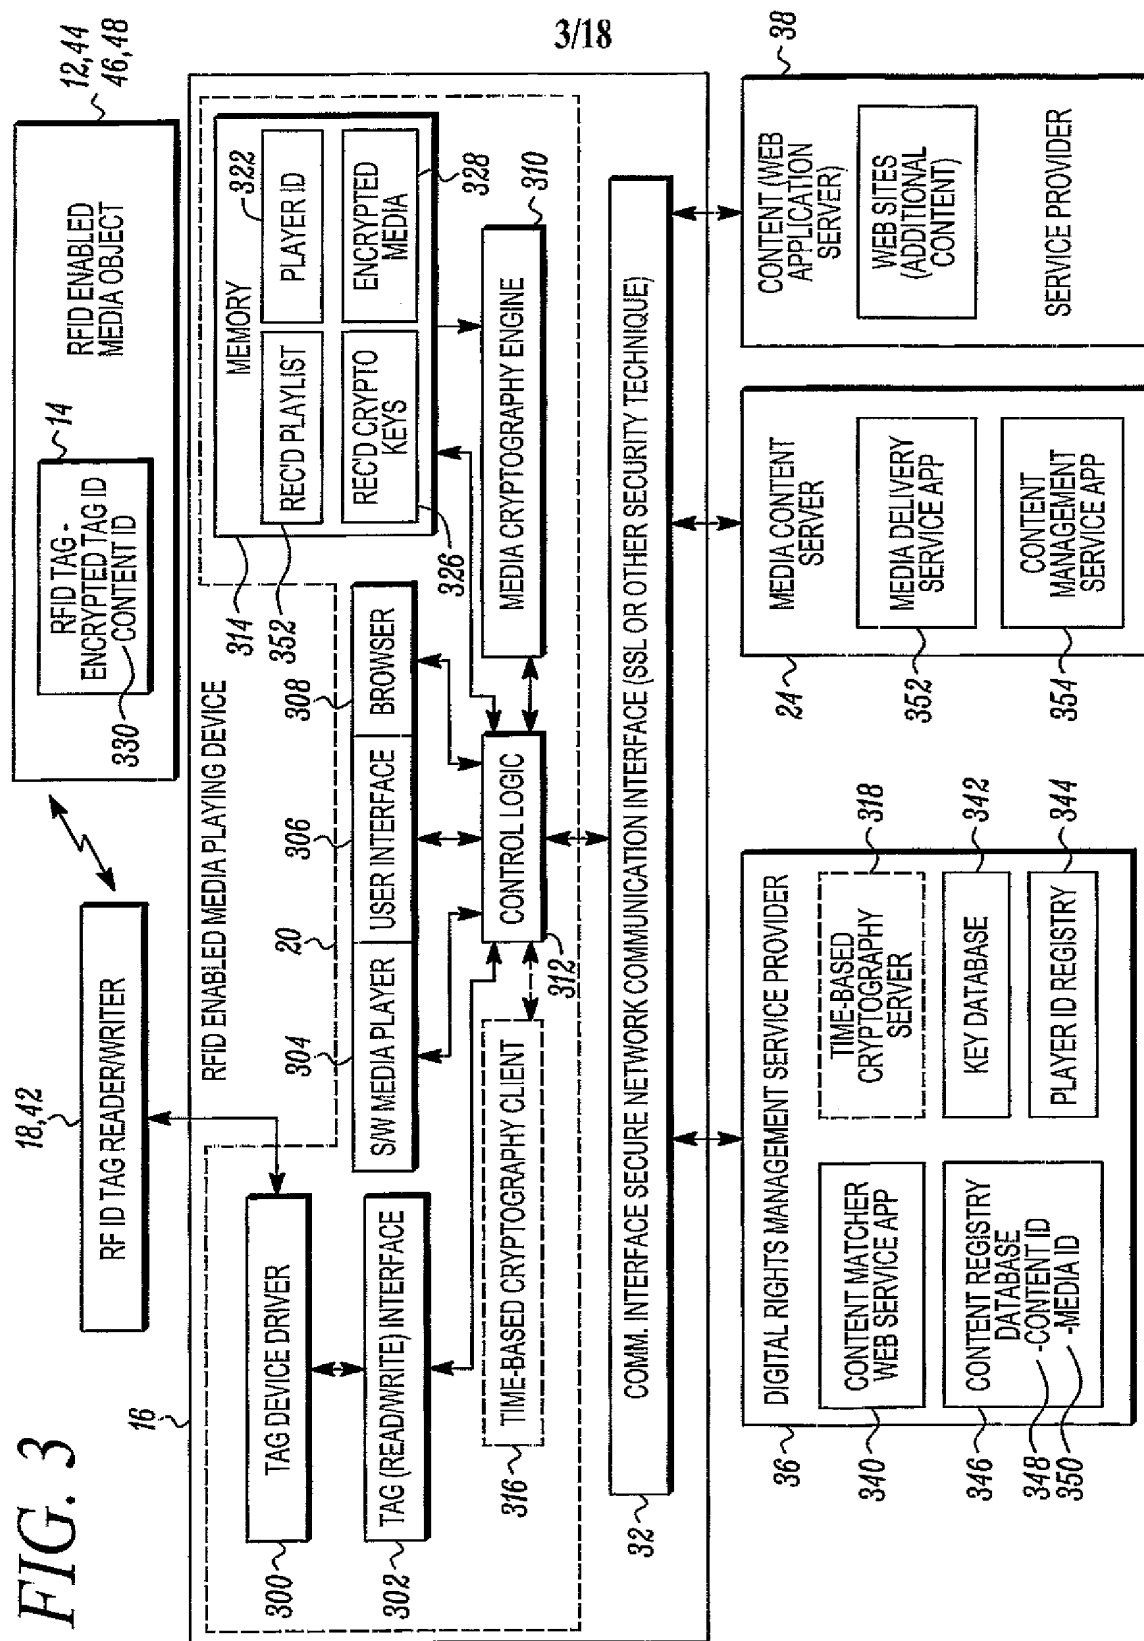 3/18
FIG. 3
12,44
46,48
RFID ENABLED
MEDIA OBJECT
14
RFID TAG -
ENCRYPTED TAG ID
CONTENT ID
330
18,42
RF ID TAG READER/WRITER
16
RFID ENABLED MEDIA PLAYING DEVICE
20
300
TAG DEVICE DRIVER
302
TAG (READ/WRITE) INTERFACE
304
S/W MEDIA PLAYER
306
USER INTERFACE
308
BROWSER
314
MEMORY
352
REC'D PLAYLIST
322
PLAYER ID
326
REC'D CRYPTO
KEYS
328
ENCRYPTED
MEDIA
316
TIME-BASED CRYPTOGRAPHY CLIENT
312
CONTROL LOGIC
310
MEDIA CRYPTOGRAPHY ENGINE
32
COMM. INTERFACE SECURE NETWORK COMMUNICATION INTERFACE (SSL OR OTHER SECURITY TECHNIQUE)
36
DIGITAL RIGHTS MANAGEMENT SERVICE PROVIDER
340
CONTENT MATCHER
WEB SERVICE APP
318
TIME-BASED
CRYPTOGRAPHY
SERVER
346
CONTENT REGISTRY
DATABASE
-CONTENT ID
-MEDIA ID
348
350
342
KEY DATABASE
344
PLAYER ID REGISTRY
24
MEDIA CONTENT
SERVER
352
MEDIA DELIVERY
SERVICE APP
354
CONTENT
MANAGEMENT
SERVICE APP
38
CONTENT (WEB
APPLICATION
SERVER)
WEB SITES
(ADDITIONAL
CONTENT)
SERVICE PROVIDER